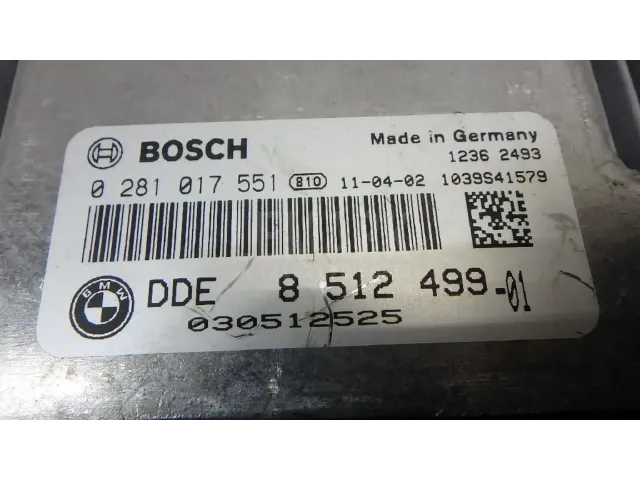 BOSCH Made in Germany
1236 2493
0 281 017 551 810 11-04-02 1039S41579
BMW DDE 8 512 499-01
030512525